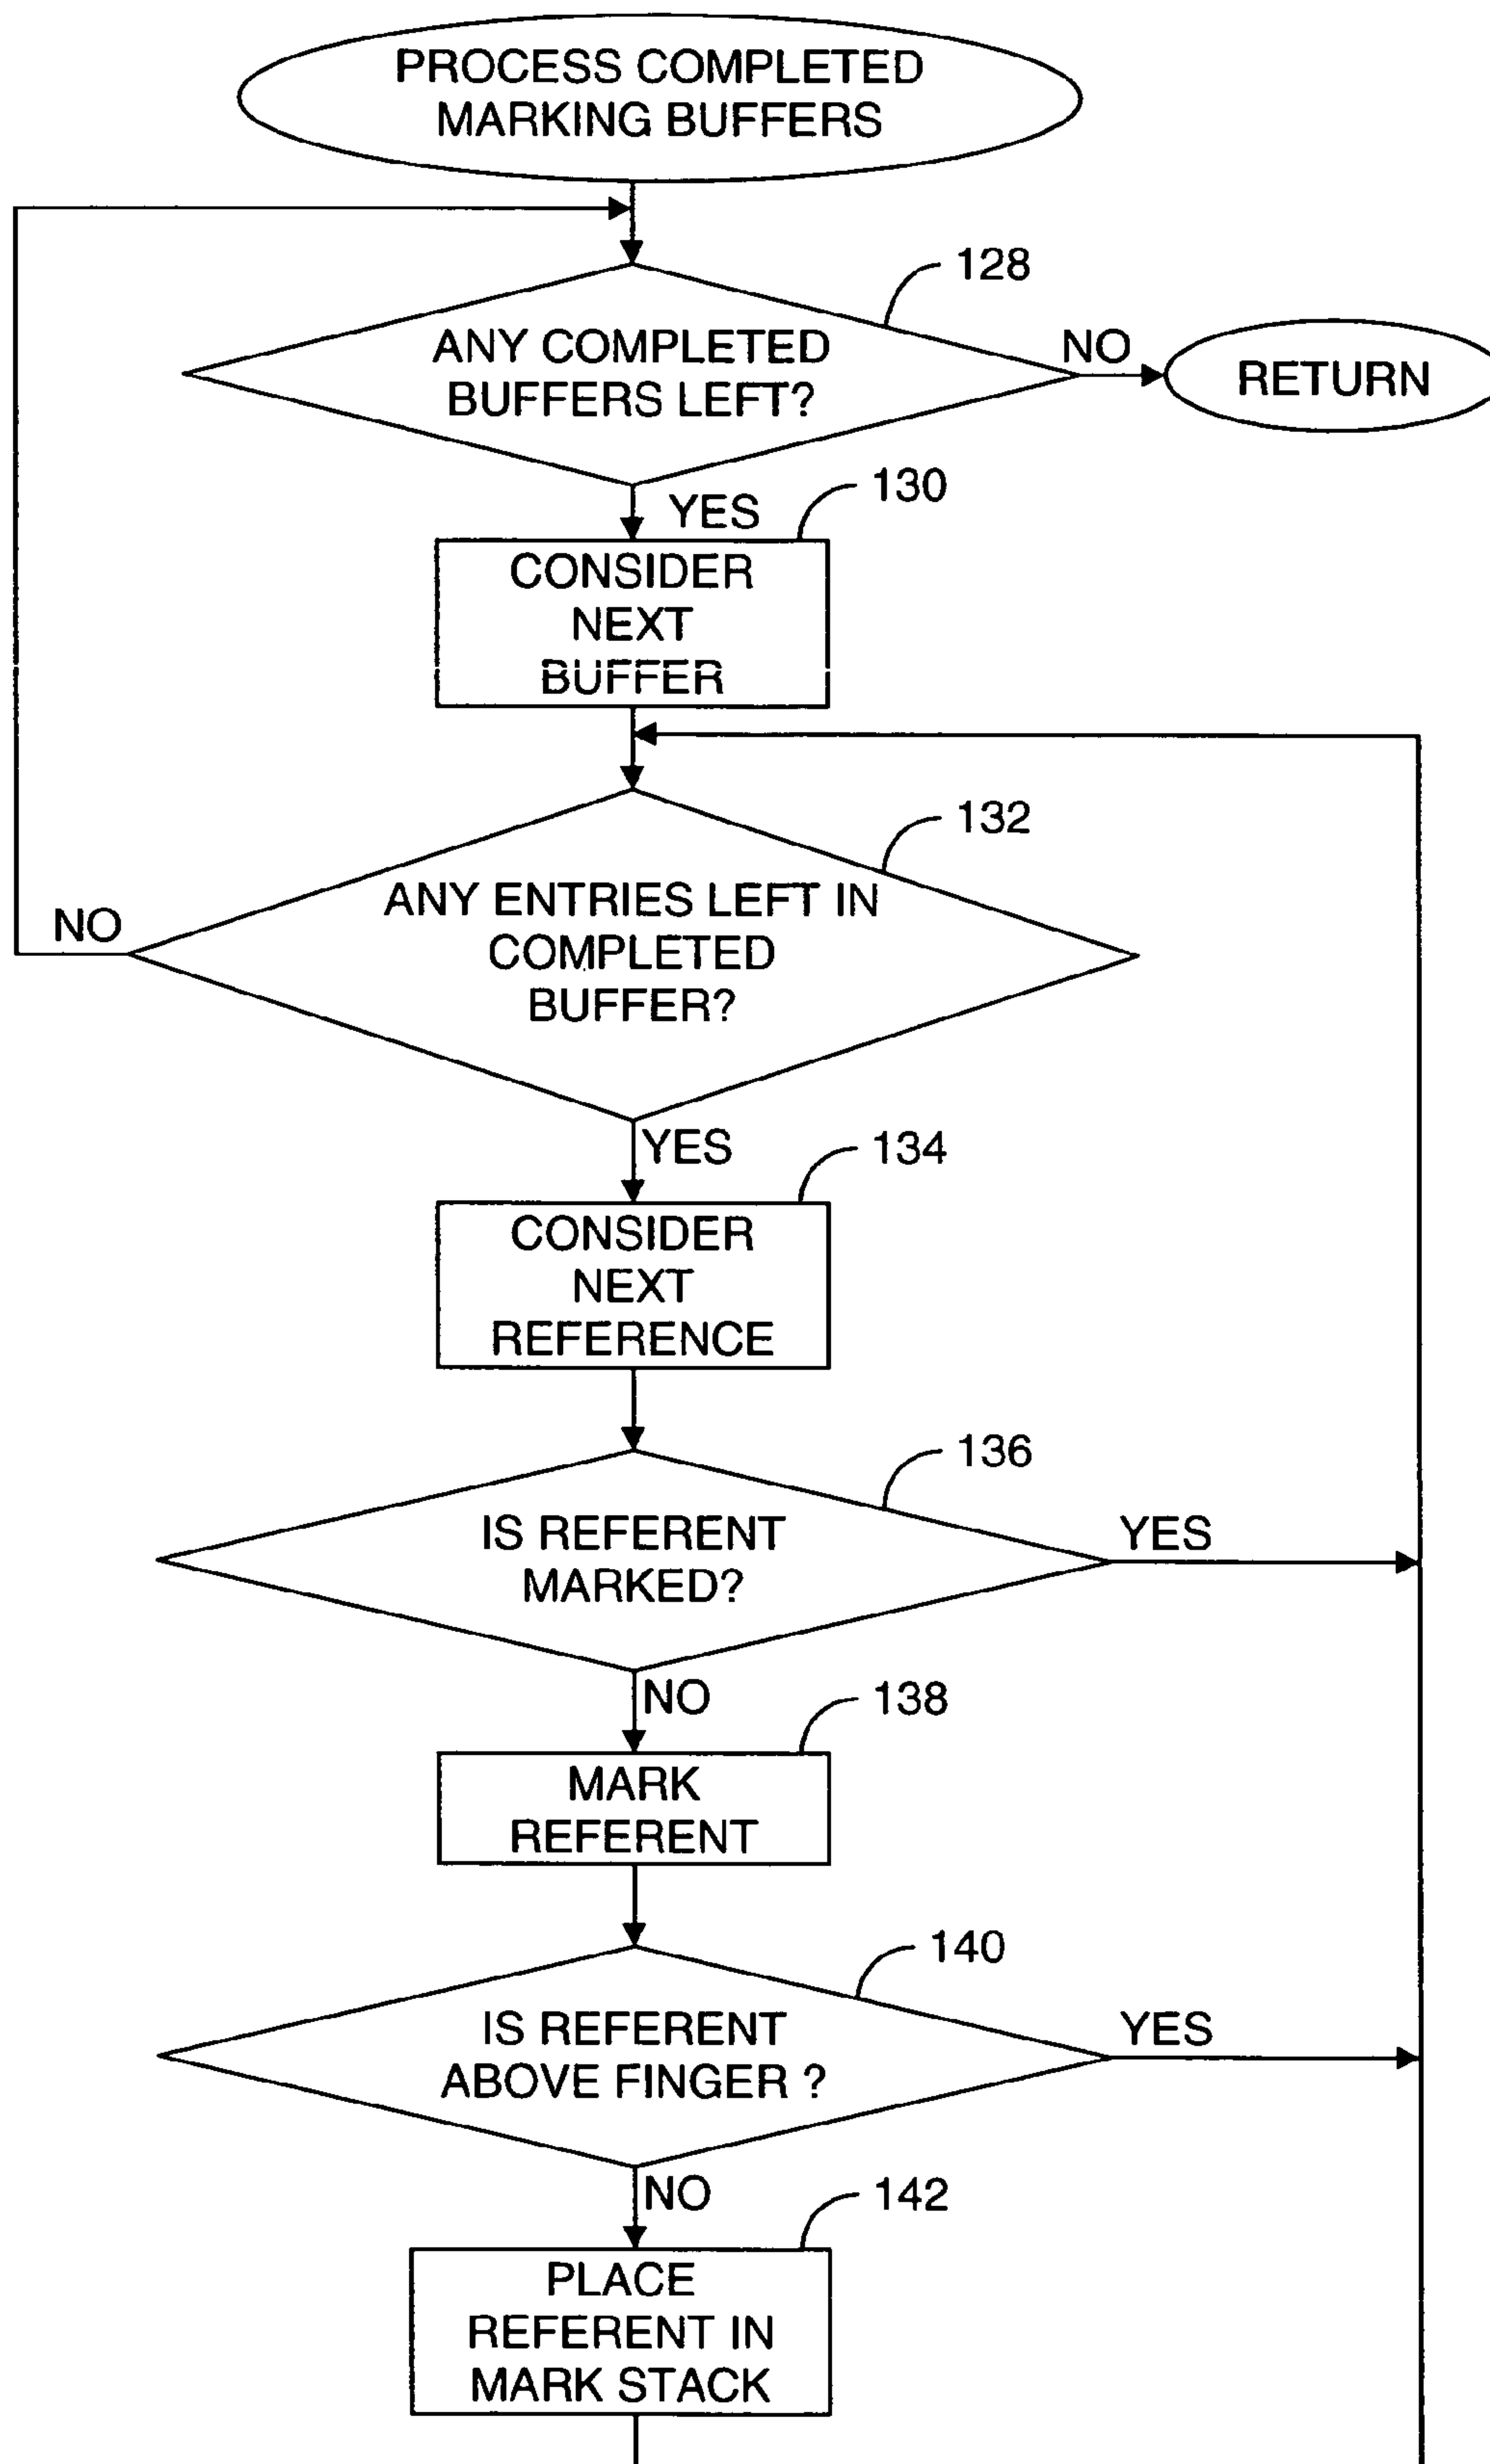 PROCESS COMPLETED
MARKING BUFFERS
128
ANY COMPLETED
BUFFERS LEFT?
NO
RETURN
YES
130
CONSIDER
NEXT
BUFFER
132
ANY ENTRIES LEFT IN
COMPLETED
BUFFER?
NO
YES
134
CONSIDER
NEXT
REFERENCE
136
IS REFERENT
MARKED?
YES
NO
138
MARK
REFERENT
140
IS REFERENT
ABOVE FINGER ?
YES
NO
142
PLACE
REFERENT IN
MARK STACK